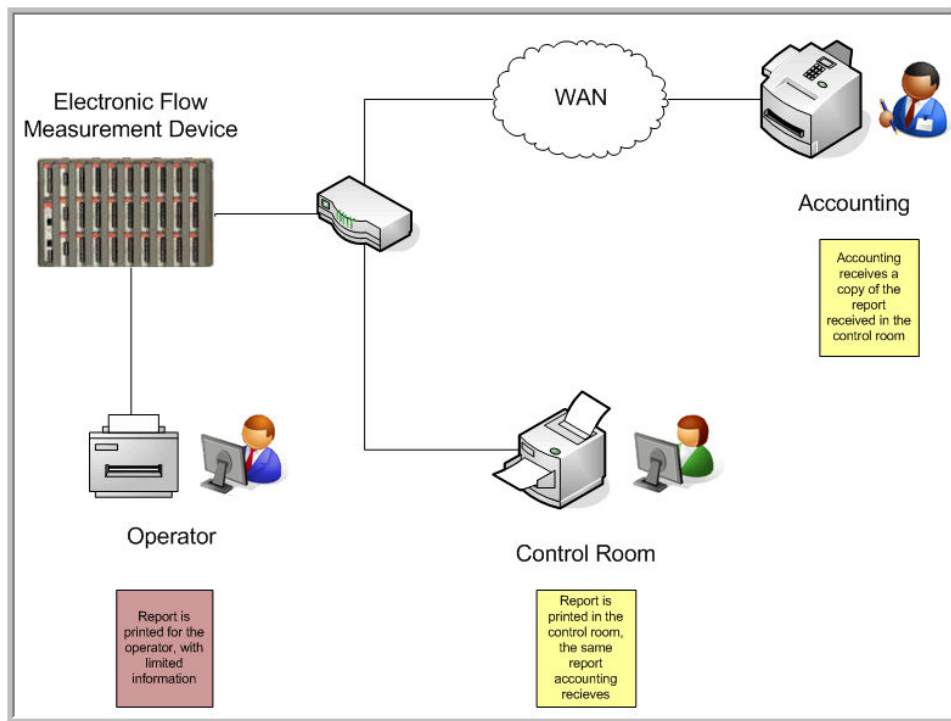 WAN
Electronic Flow
Measurement Device
Accounting
Accounting
receives a
copy of the
report
received in the
control room
Operator
Control Room
Report is
printed for the
operator, with
limited
information
Report is
printed in the
control room,
the same
report
accounting
recieves